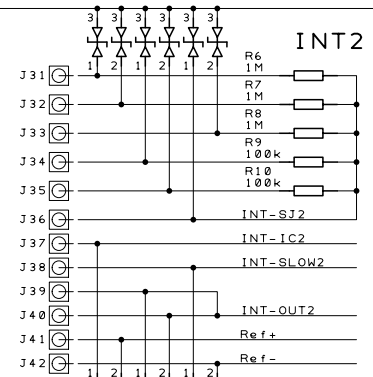 3 3 3 3 3 3
INT2
1 2 1 2 1 2
R6
J31 1M
R7
J32 1M
R8
J33 1M
R9
J34 100k
R10
J35 100k
J36 INT-SJ2
J37 INT-IC2
J38 INT-SLOW2
J39
J40 INT-OUT2
J41 Ref+
J42 Ref-
1 2 1 2 1 2